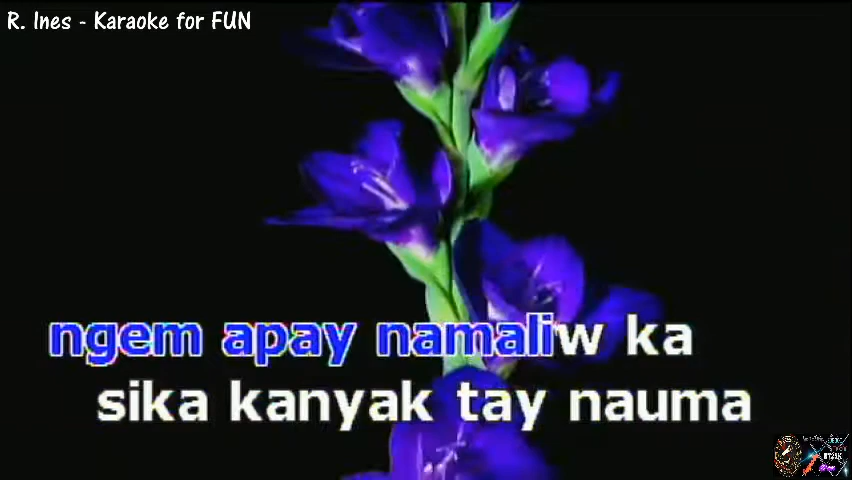 R. Ines - Karaoke for FUN
ngem apay namaliw ka
sika kanyak tay nauma